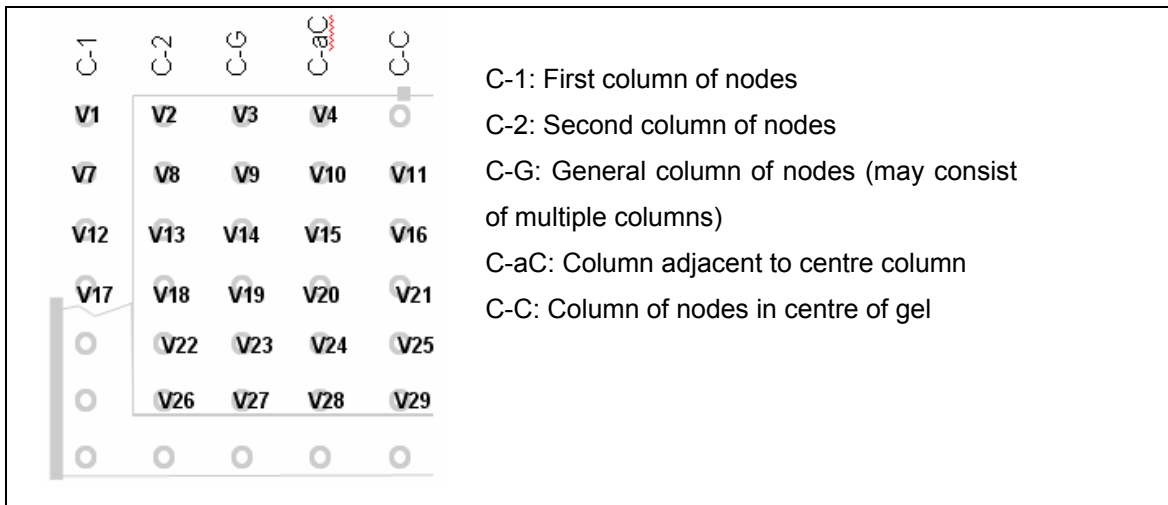 C-1 C-2 C-G C-aC C-C
V1 V2 V3 V4
V7 V8 V9 V10 V11
V12 V13 V14 V15 V16
V17 V18 V19 V20 V21
V22 V23 V24 V25
V26 V27 V28 V29
C-1: First column of nodes
C-2: Second column of nodes
C-G: General column of nodes (may consist
of multiple columns)
C-aC: Column adjacent to centre column
C-C: Column of nodes in centre of gel